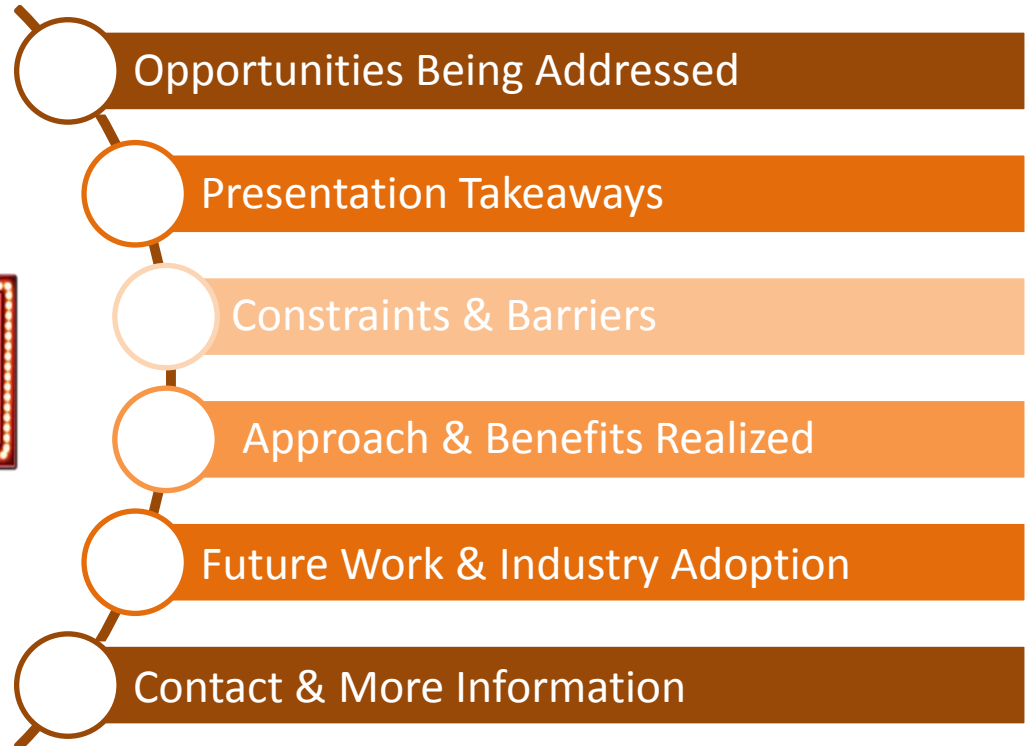 Opportunities Being Addressed
Presentation Takeaways
Constraints & Barriers
Approach & Benefits Realized
Future Work & Industry Adoption
Contact & More Information